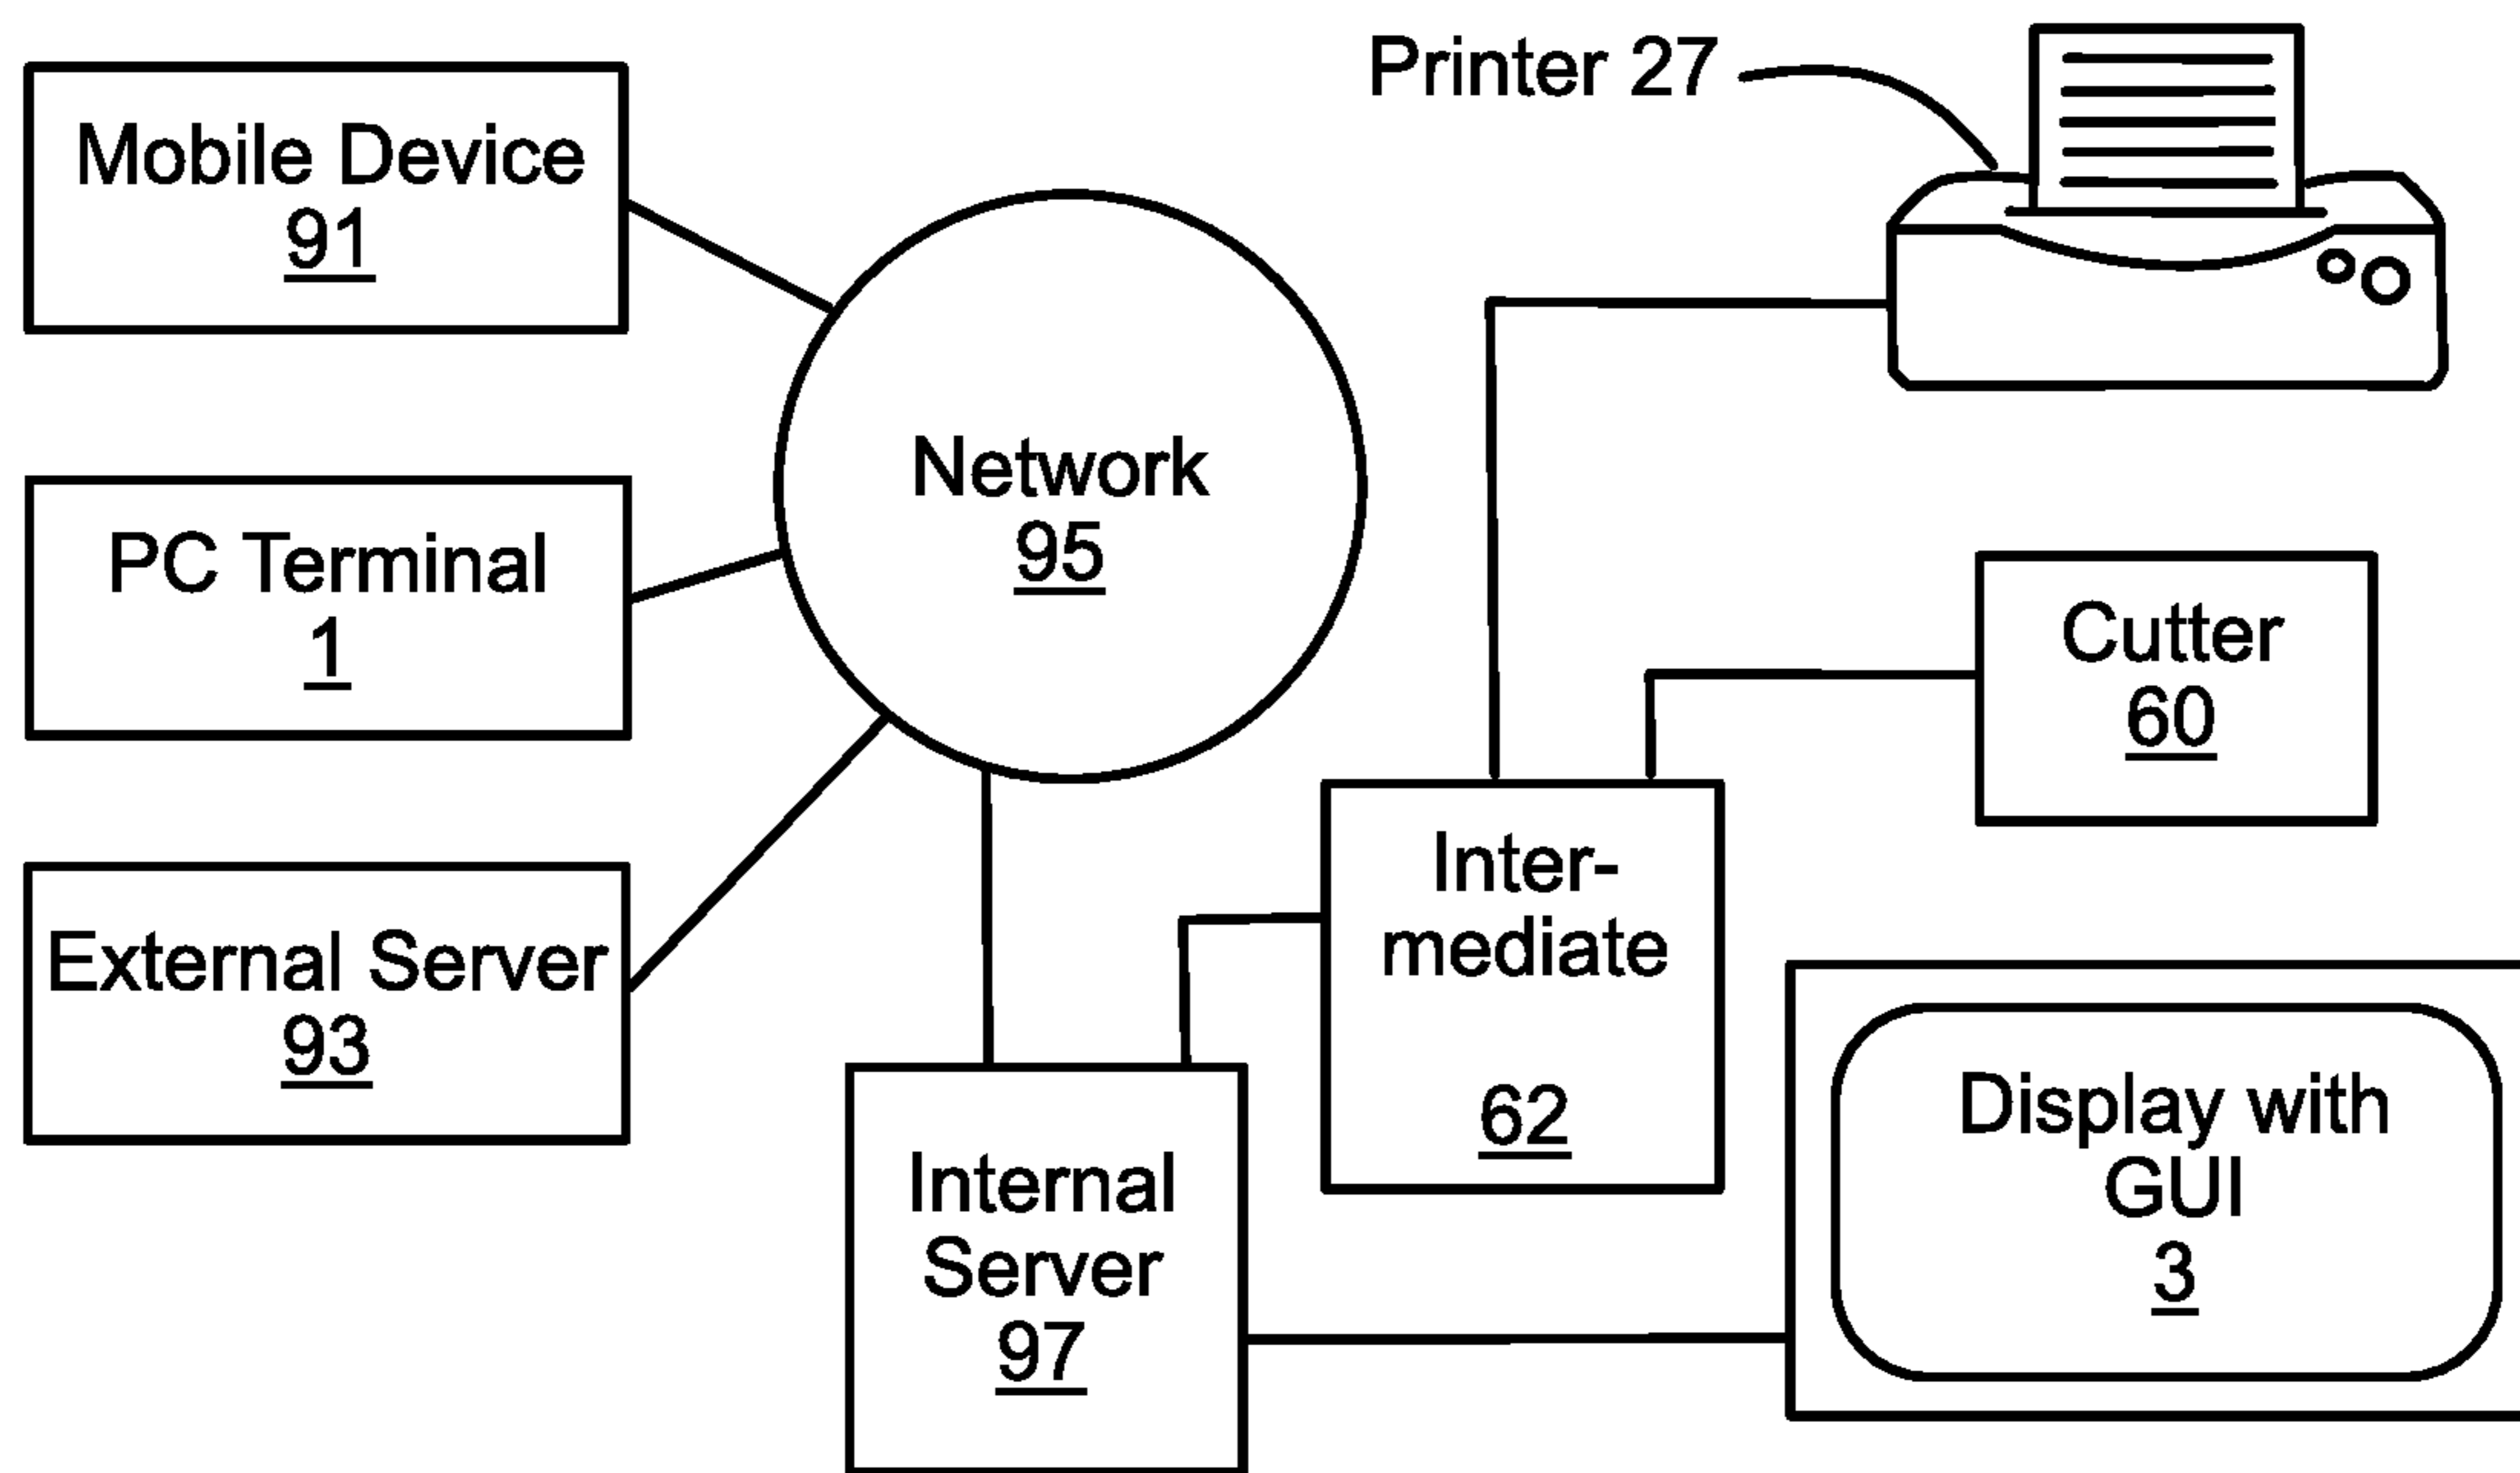 Mobile Device
91
Printer 27
Network
95
PC Terminal
1
Cutter
60
External Server
93
Inter-
mediate
62
Internal
Server
97
Display with
GUI
3